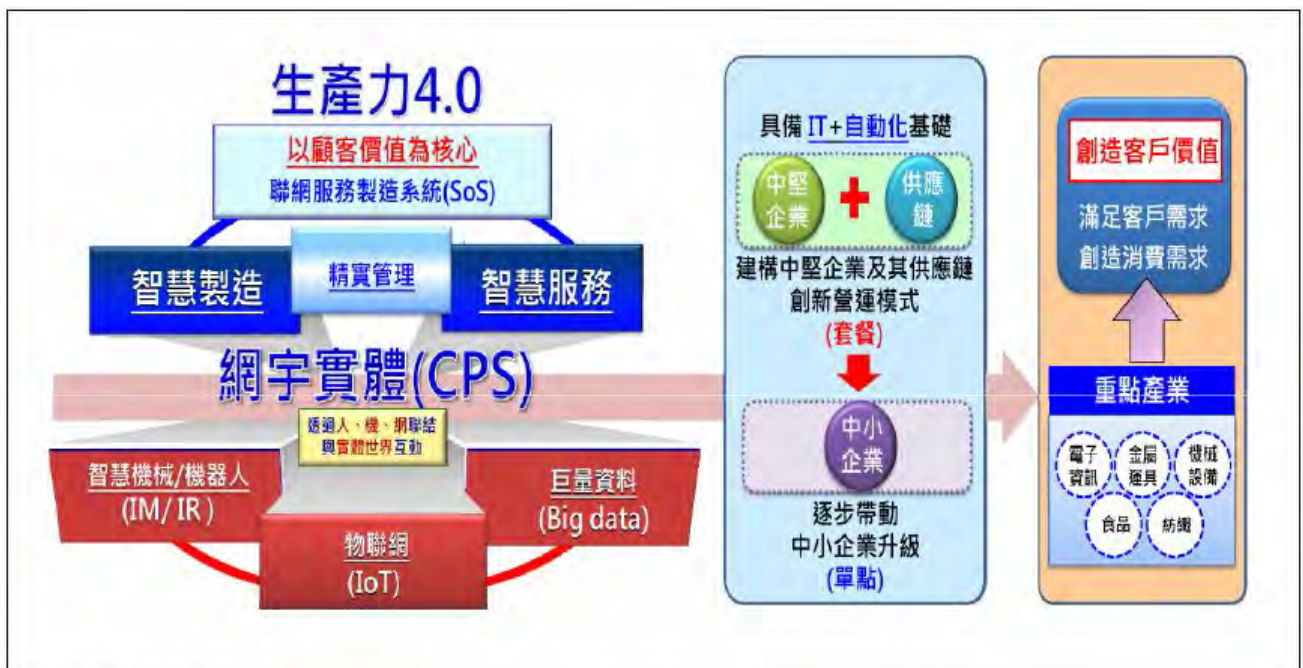 生產力4.0
以顧客價值為核心
聯網服務製造系統(SoS)
智慧製造
精實管理
智慧服務
網宇實體(CPS)
透過人、機、網聯結
與實體世界互動
智慧機械/機器人
(IM/ IR )
巨量資料
(Big data)
物聯網
(IoT)
具備 IT+自動化基礎
中堅
企業
供應
鏈
建構中堅企業及其供應鏈
創新營運模式
(套餐)
中小
企業
逐步帶動
中小企業升級
(單點)
創造客戶價值
滿足客戶需求
創造消費需求
重點產業
電子
資訊
金屬
運具
機械
設備
食品
紡織